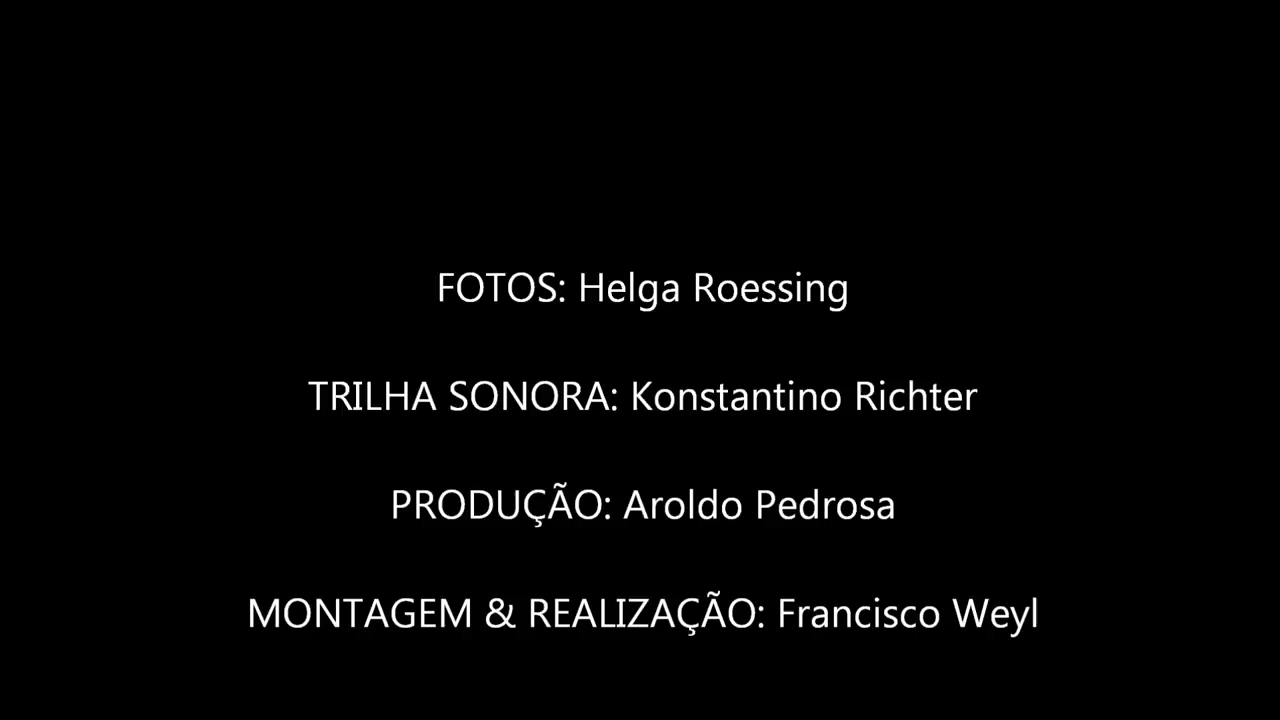 FOTOS: Helga Roessing
TRILHA SONORA: Konstantino Richter
PRODUÇÃO: Aroldo Pedrosa
MONTAGEM & REALIZAÇÃO: Francisco Weyl